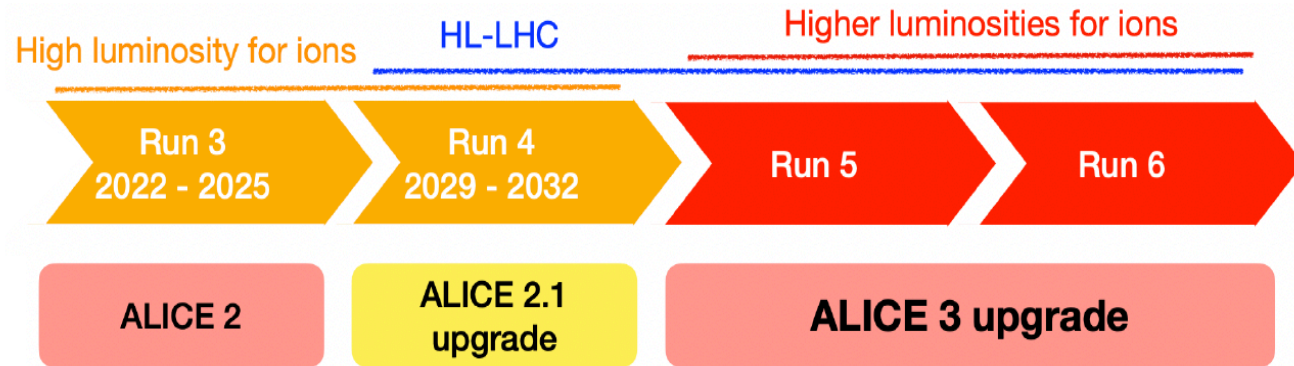 High luminosity for ions
HL-LHC
Higher luminosities for ions
Run 3
2022 - 2025
Run 4
2029 - 2032
Run 5
Run 6
ALICE 2
ALICE 2.1
upgrade
ALICE 3 upgrade